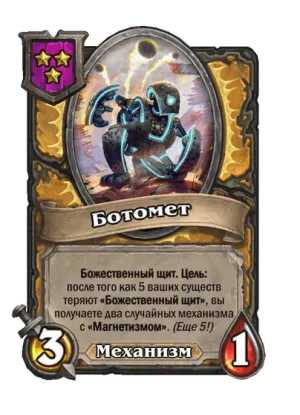 Ботомет
Божественный щит. Цель:
после того как 5 ваших существ
теряют «Божественный щит», вы
получаете два случайных механизма
с «Магнетизмом». (Еще 5!)
3
Механизм
1